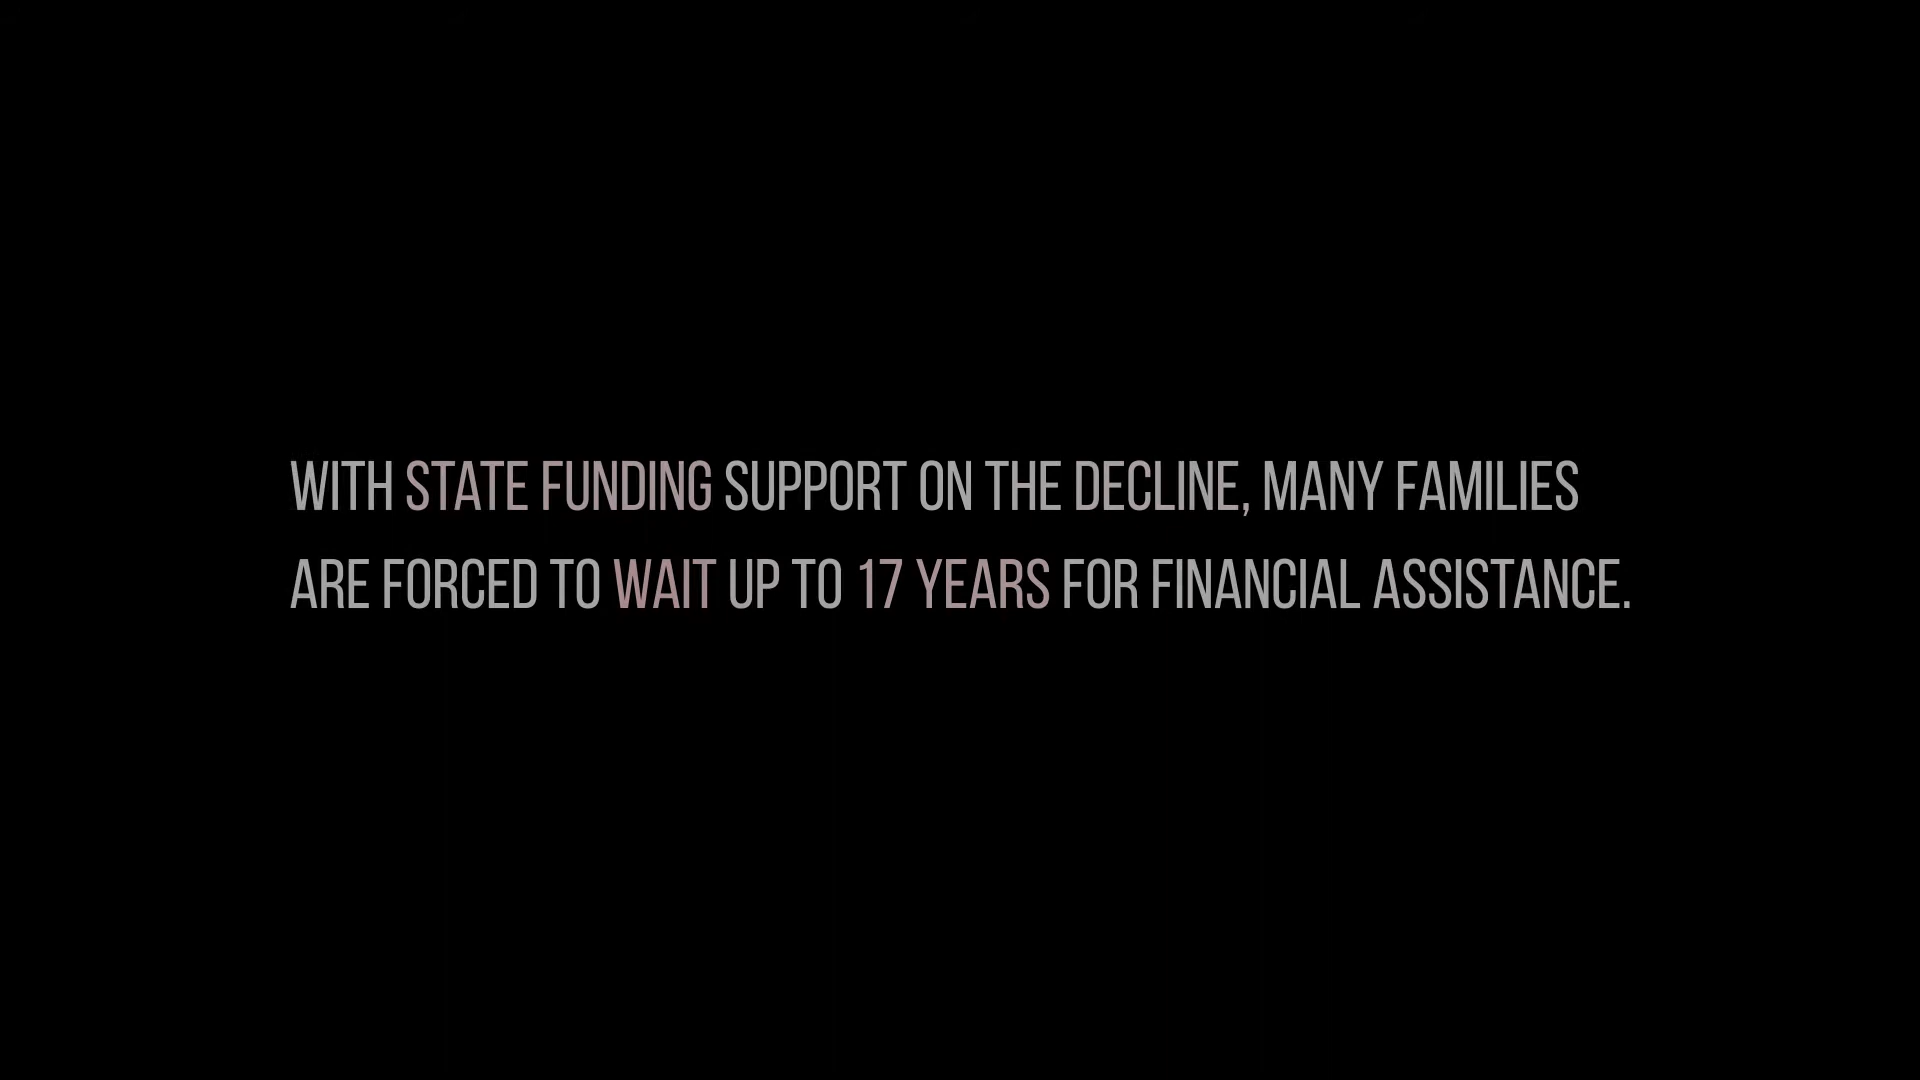 WITH STATE FUNDING SUPPORT ON THE DECLINE, MANY FAMILIES
ARE FORCED TO WAIT UP TO 17 YEARS FOR FINANCIAL ASSISTANCE.